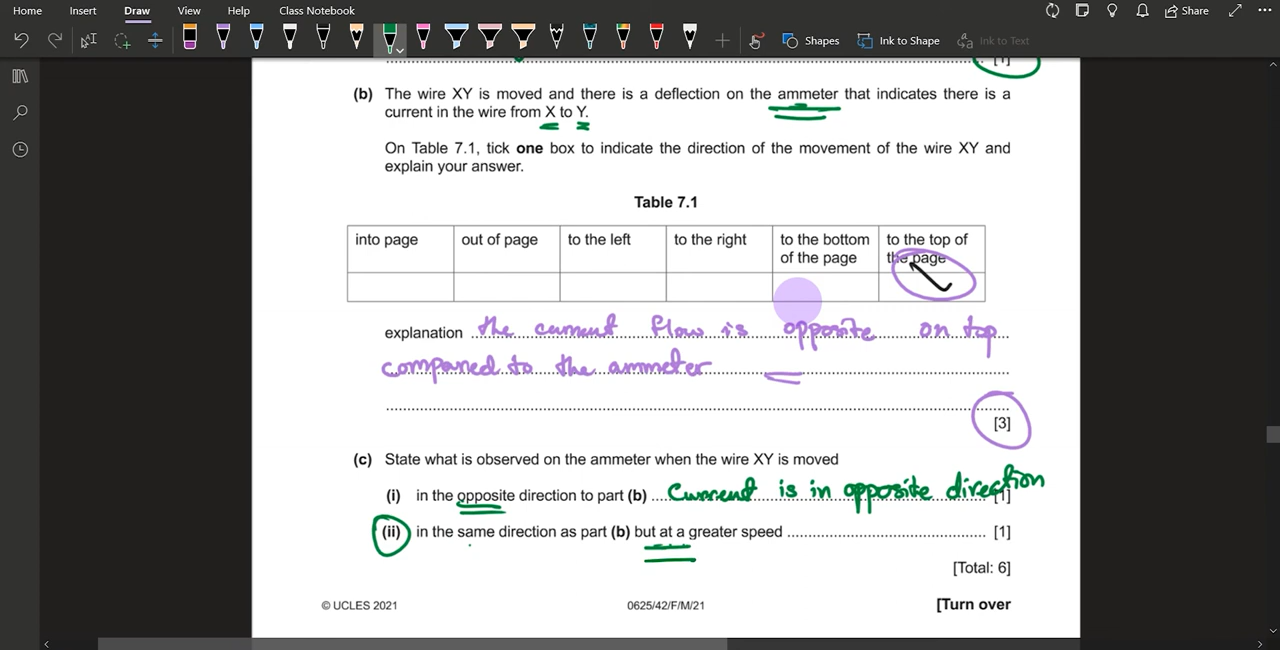 Home Insert Draw View Help Class Notebook Share
Shapes Ink to Shape Ink to Text
[1]
(b) The wire XY is moved and there is a deflection on the ammeter that indicates there is a
current in the wire from X to Y.
On Table 7.1, tick one box to indicate the direction of the movement of the wire XY and
explain your answer.
Table 7.1
into page out of page to the left to the right to the bottom of the page to the top of the page
explanation the current flow is opposite on top
compared to the ammeter
[3]
(c) State what is observed on the ammeter when the wire XY is moved
(i) in the opposite direction to part (b) Current is in opposite direction [1]
(ii) in the same direction as part (b) but at a greater speed [1]
[Total: 6]
© UCLES 2021 0625/42/F/M/21 [Turn over